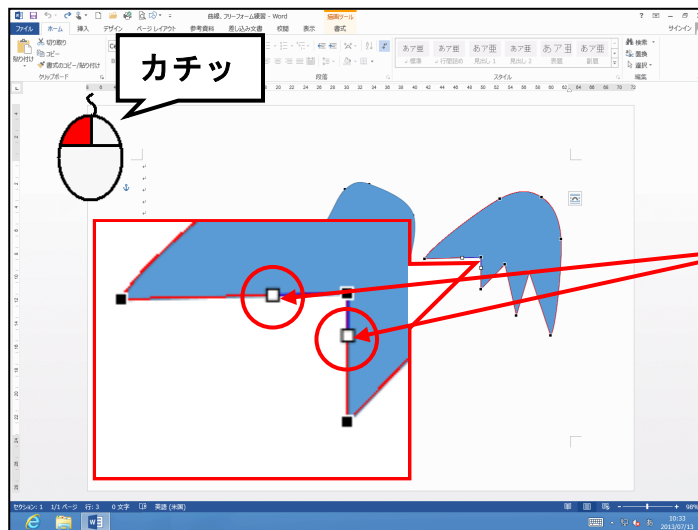 曲線、フリーフォーム練習 - Word
描画ツール
ファイル ホーム 挿入 デザイン ページ レイアウト 参考資料 差し込み文書 校閲 表示 書式
サインイン
貼り付け
切り取り
コピー
書式のコピー/貼り付け
クリップボード
段落
あア亜 あア亜 あア亜 あア亜 あア亜 あア亜
標準 行間詰め 見出し 1 見出し 2 表題 副題
スタイル
検索
置換
選択
編集
カチッ
セクション: 1 1/1 ページ 行: 3 0 文字 英語 (米国)
98%
10:33
2013/07/13